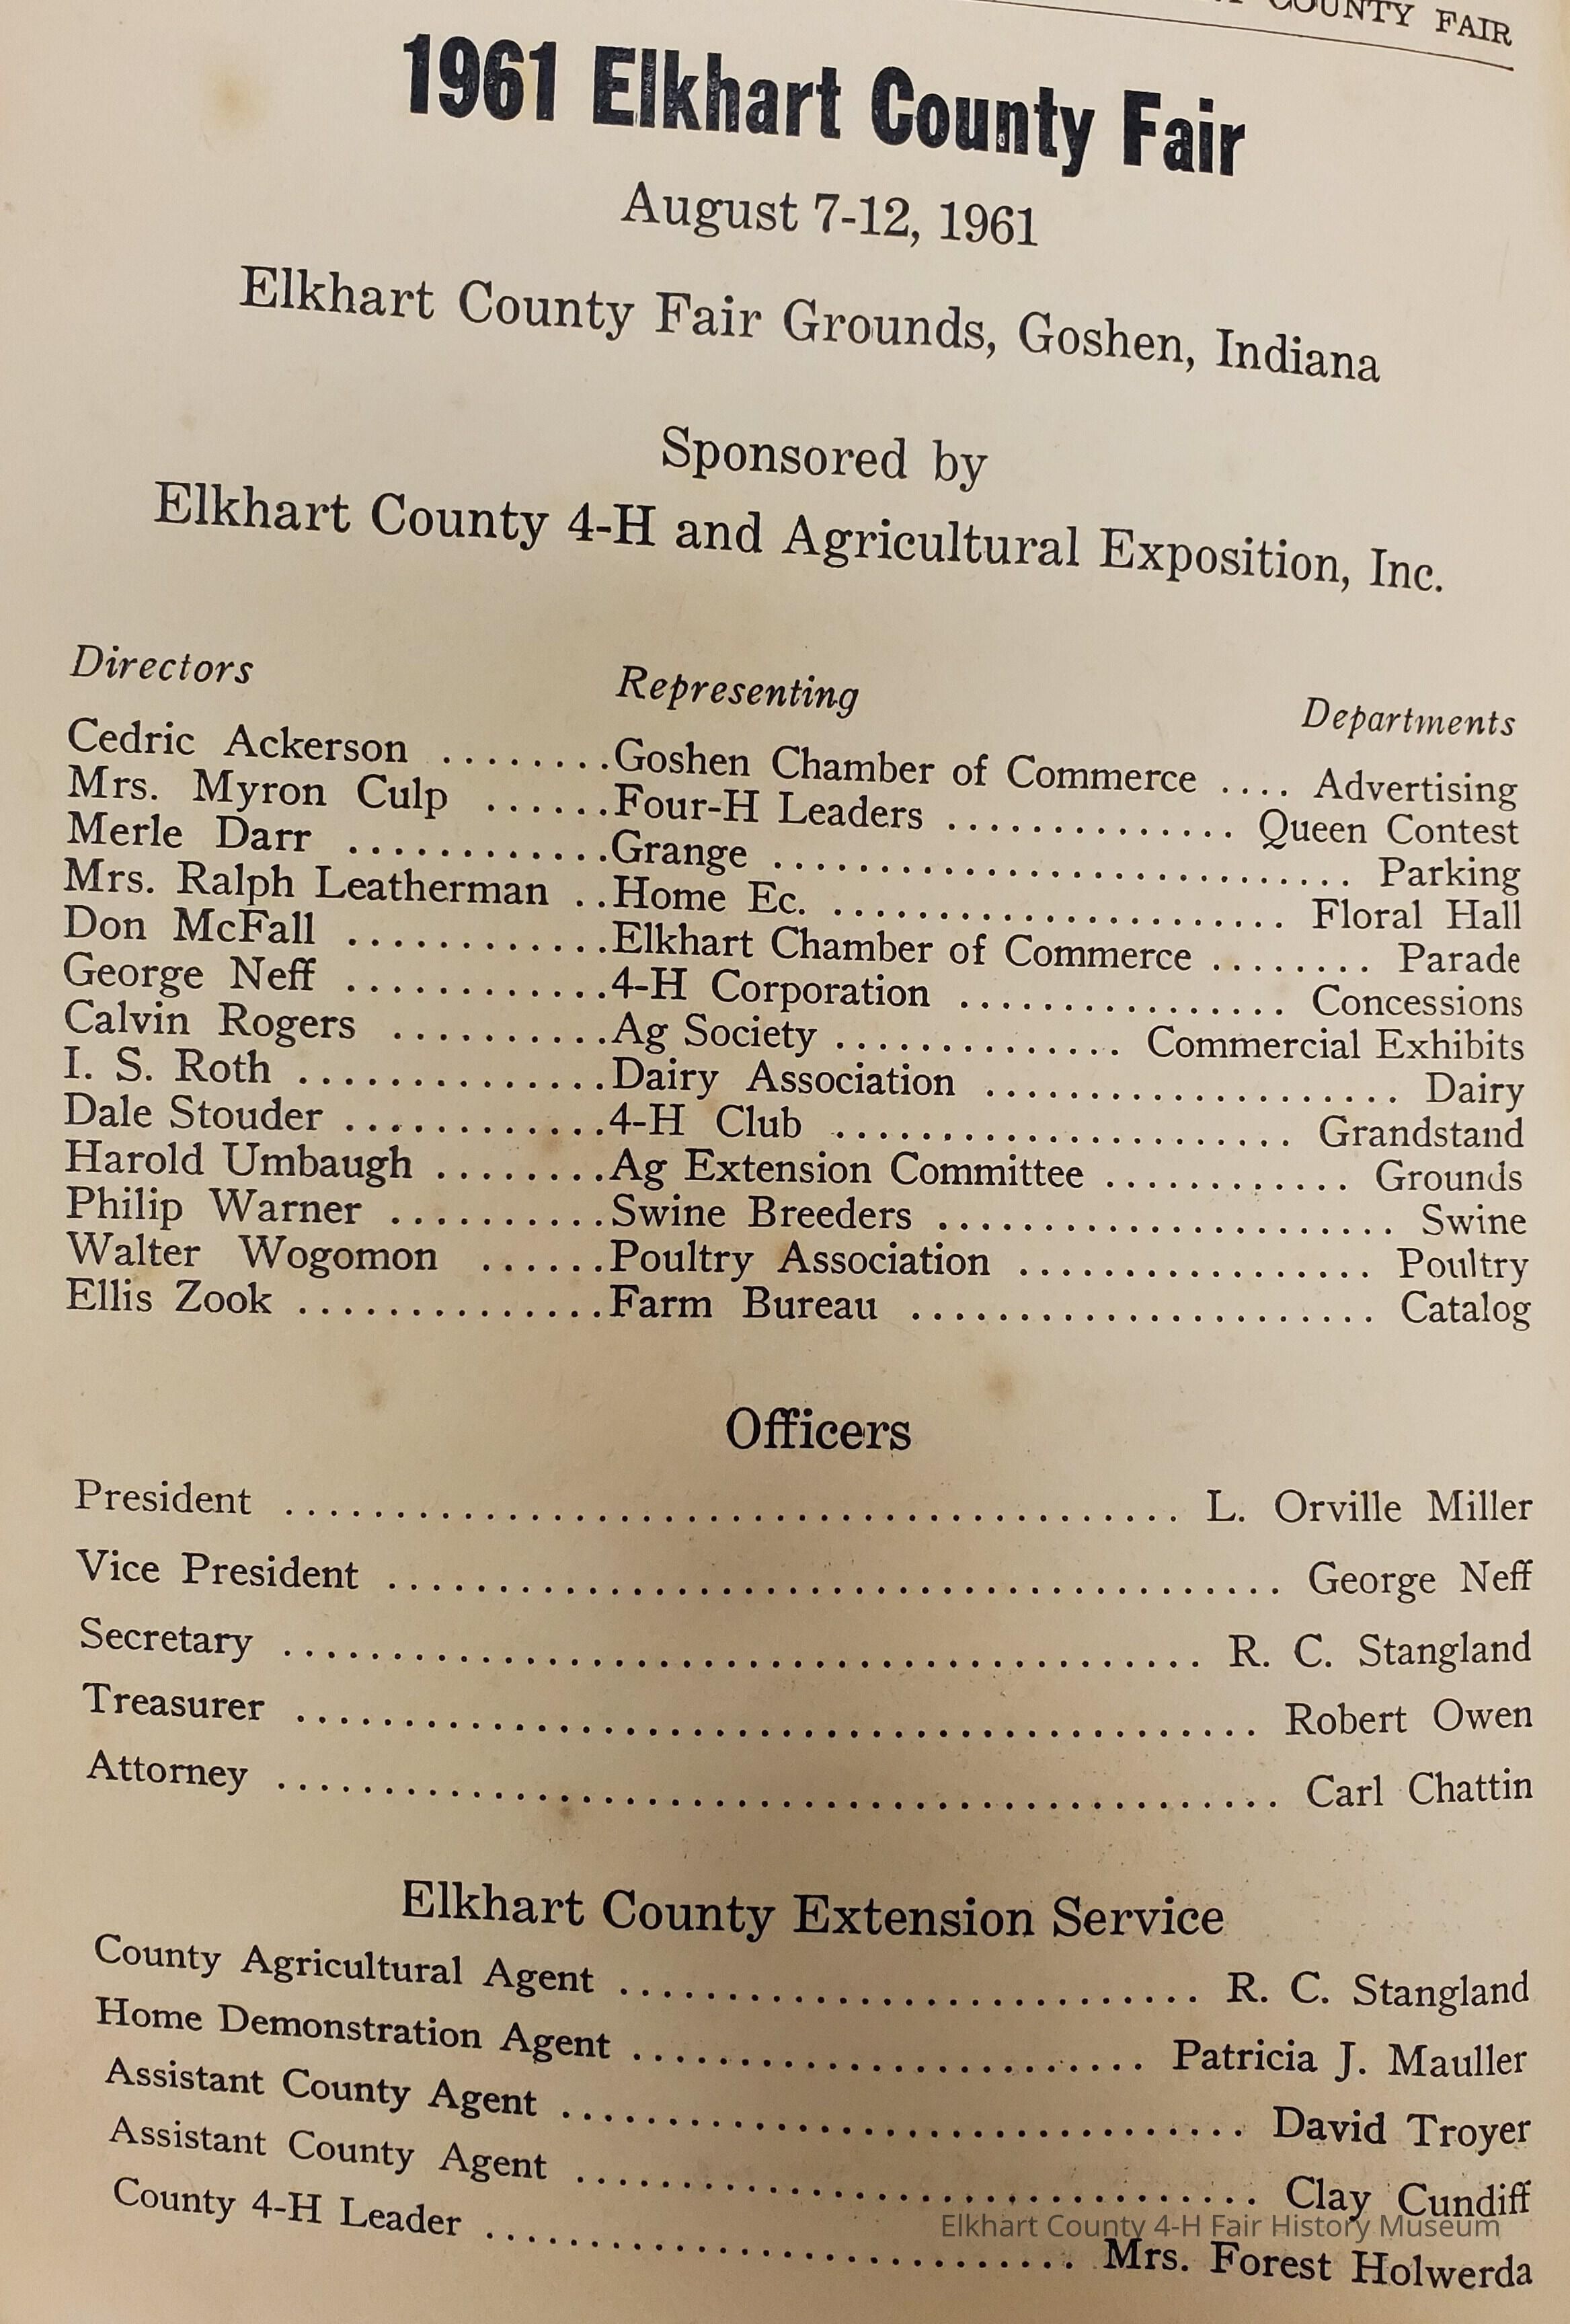 COUNTY FAIR
1961 Elkhart County Fair
August 7-12, 1961
Elkhart County Fair Grounds, Goshen, Indiana
Sponsored by
Elkhart County 4-H and Agricultural Exposition, Inc.
Directors Representing Departments
Cedric Ackerson ........Goshen Chamber of Commerce .... Advertising
Mrs. Myron Culp ......Four-H Leaders .............. Queen Contest
Merle Darr ............Grange ............................ Parking
Mrs. Ralph Leatherman ..Home Ec. ...................... Floral Hall
Don McFall ............Elkhart Chamber of Commerce ........ Parade
George Neff ............4-H Corporation ................ Concessions
Calvin Rogers ..........Ag Society .............. Commercial Exhibits
I. S. Roth ..............Dairy Association .................... Dairy
Dale Stouder ............4-H Club ...................... Grandstand
Harold Umbaugh ........Ag Extension Committee ............ Grounds
Philip Warner ..........Swine Breeders ...................... Swine
Walter Wogomon ......Poultry Association ................. Poultry
Ellis Zook ..............Farm Bureau ...................... Catalog
Officers
President ........................................ L. Orville Miller
Vice President ........................................ George Neff
Secretary ........................................ R. C. Stangland
Treasurer ........................................ Robert Owen
Attorney ........................................ Carl Chattin
Elkhart County Extension Service
County Agricultural Agent ............................ R. C. Stangland
Home Demonstration Agent ........................ Patricia J. Mauller
Assistant County Agent ................................ David Troyer
Assistant County Agent ................................ Clay Cundiff
County 4-H Leader ............................ Mrs. Forest Holwerda
Elkhart County 4-H Fair History Museum